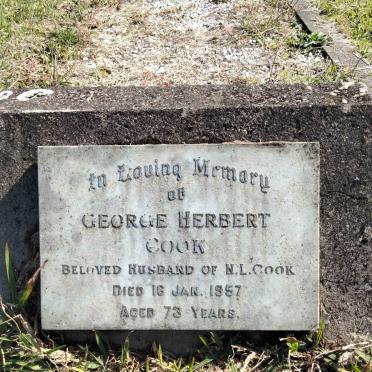 In Loving Memory
of
GEORGE HERBERT
COOK
BELOVED HUSBAND OF N.L. COOK
DIED 16 JAN. 1957
AGED 73 YEARS.